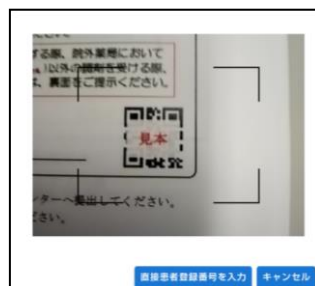 する際、院外薬局において
)以外の調剤を受ける際、
、裏面をご提示ください。
見本
ターへ提出してください。
ださい。
直接患者登録番号を入力
キャンセル